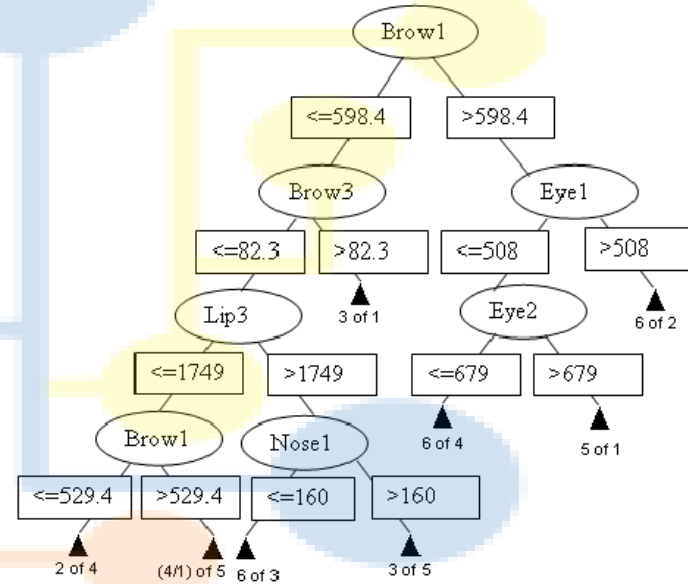 Brow1
<=598.4
>598.4
Brow3
Eye1
<=82.3
>82.3
<=508
>508
Lip3
3 of 1
Eye2
6 of 2
<=1749
>1749
<=679
>679
Brow1
Nose1
6 of 4
5 of 1
<=529.4
>529.4
<=160
>160
2 of 4
(4/1) of 5
6 of 3
3 of 5